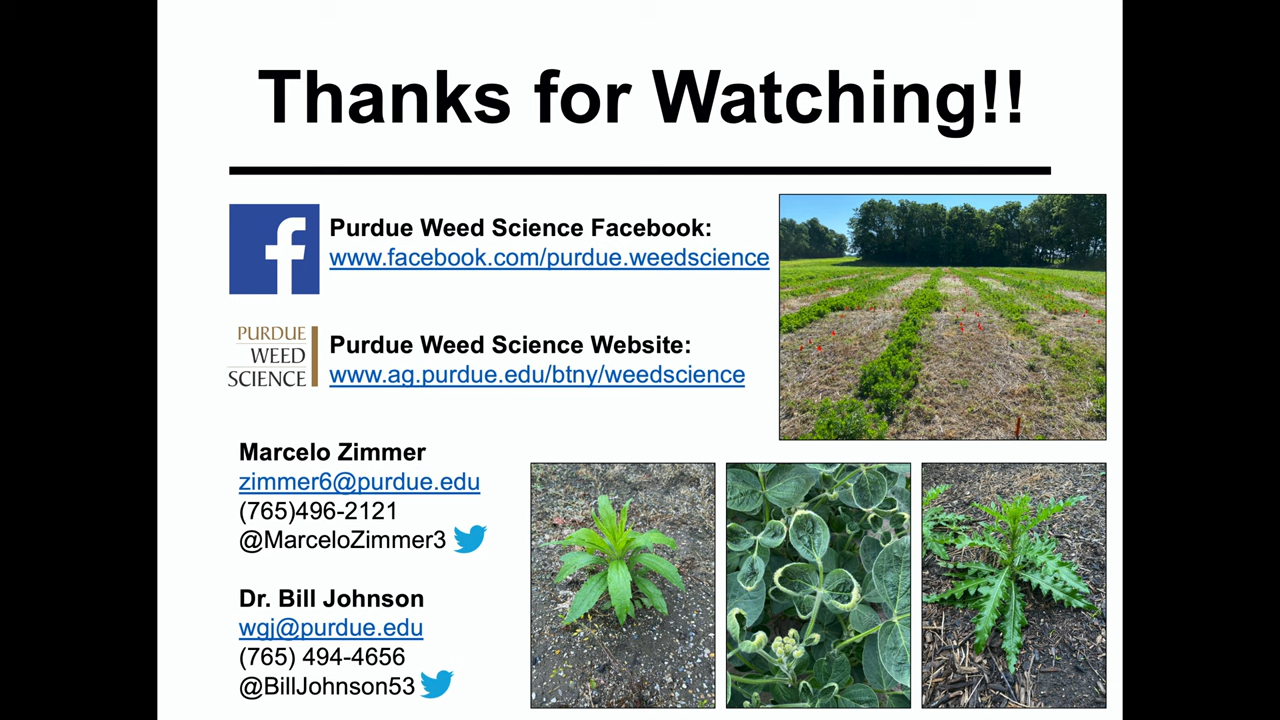 Thanks for Watching!!
Purdue Weed Science Facebook:
www.facebook.com/purdue.weedscience
PURDUE
WEED
SCIENCE
Purdue Weed Science Website:
www.ag.purdue.edu/btny/weedscience
Marcelo Zimmer
zimmer6@purdue.edu
(765)496-2121
@MarceloZimmer3
Dr. Bill Johnson
wgj@purdue.edu
(765) 494-4656
@BillJohnson53